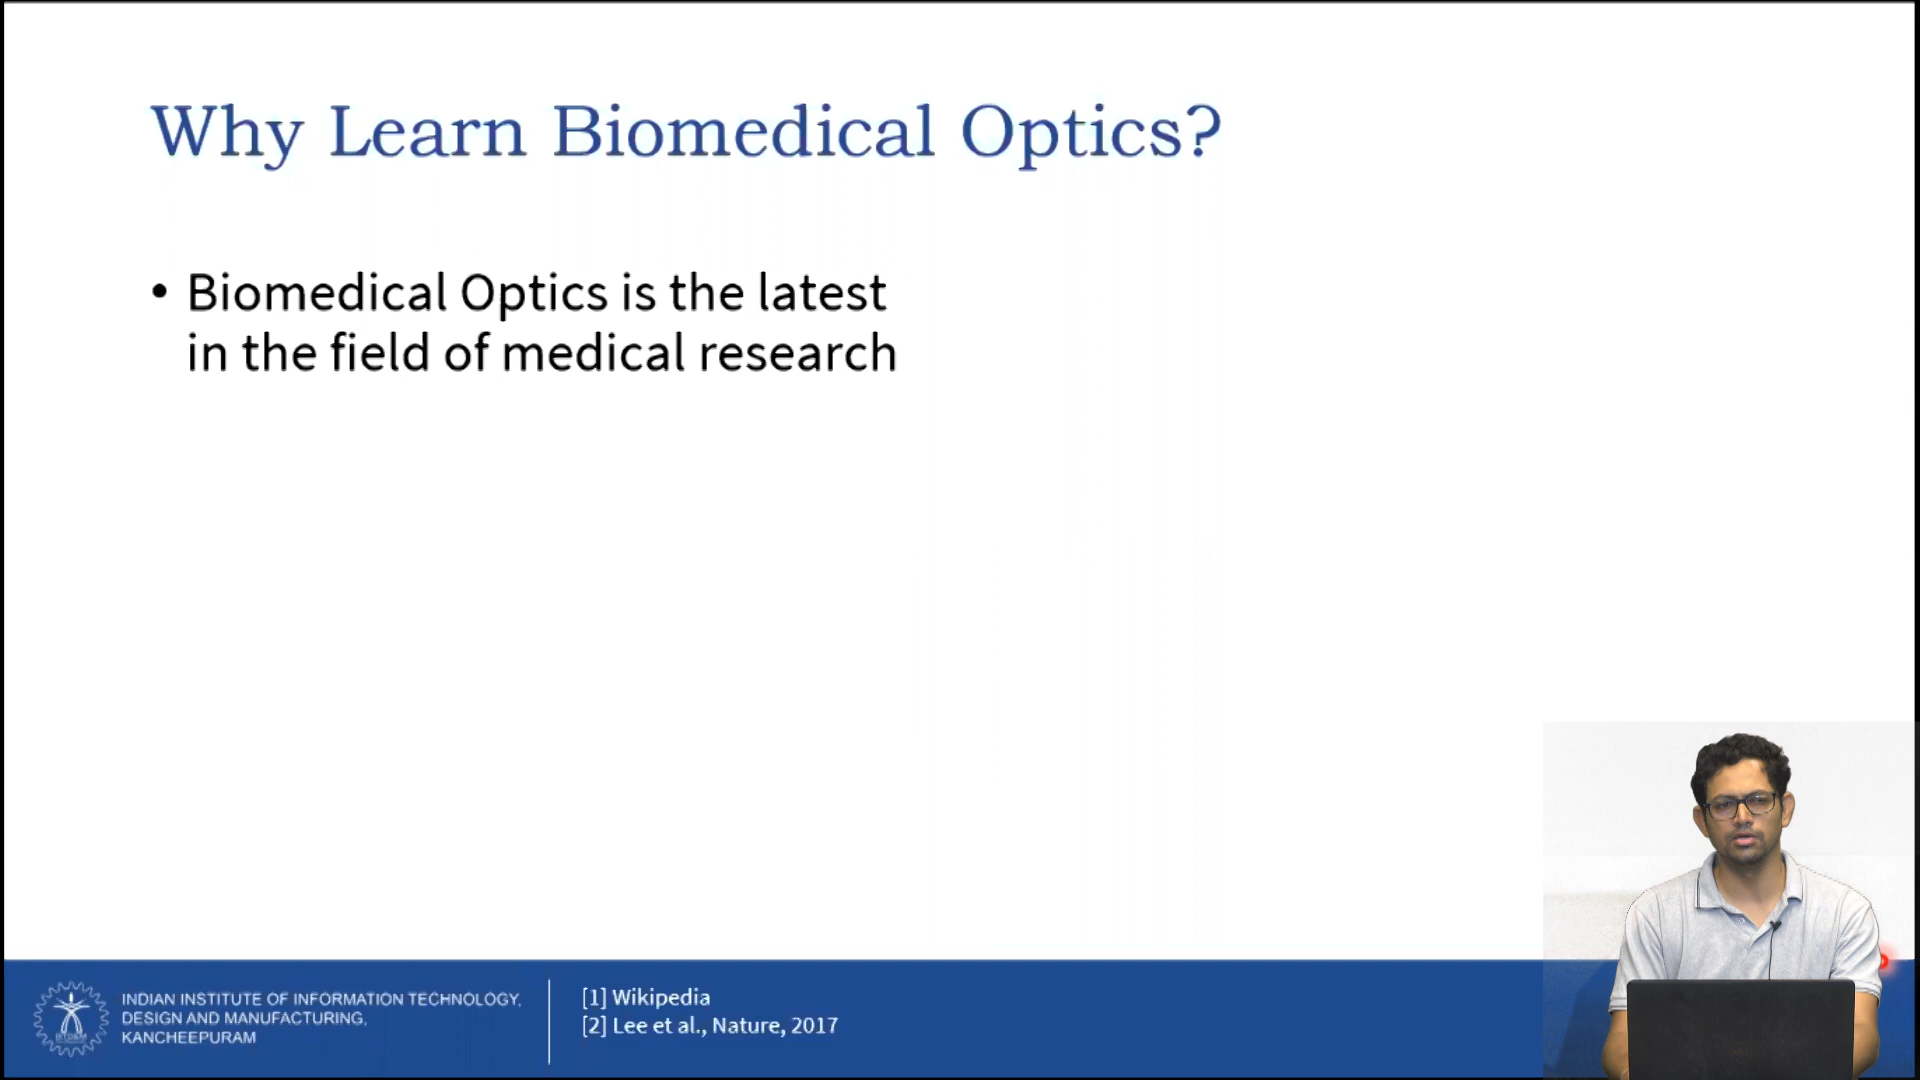 Why Learn Biomedical Optics?
• Biomedical Optics is the latest
in the field of medical research
INDIAN INSTITUTE OF INFORMATION TECHNOLOGY,
DESIGN AND MANUFACTURING,
KANCHEEPURAM
[1] Wikipedia
[2] Lee et al., Nature, 2017